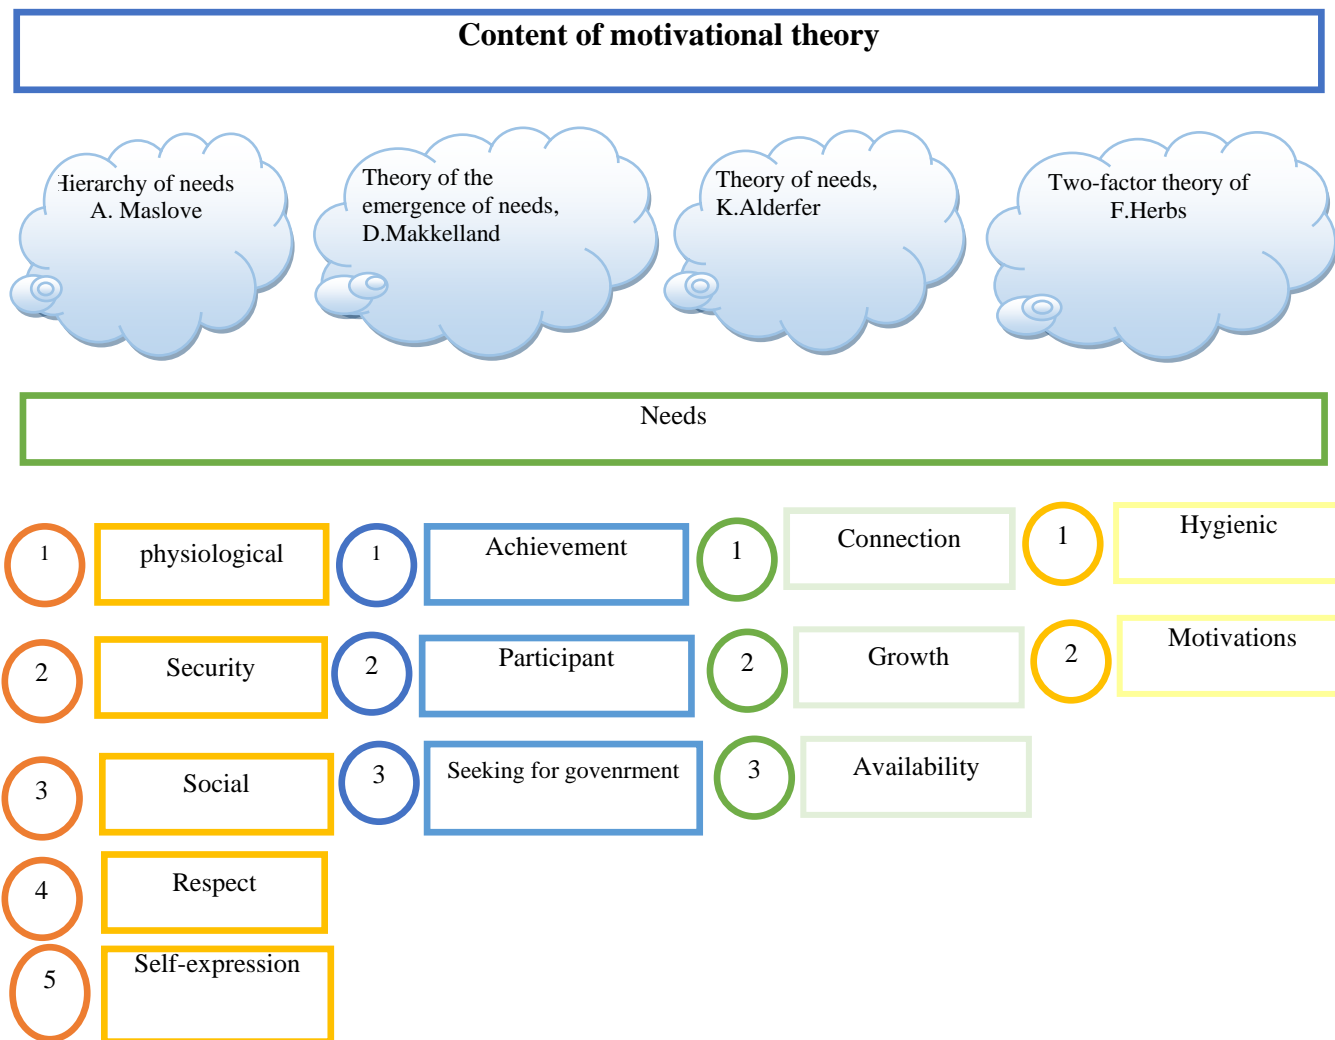 Content of motivational theory
Hierarchy of needs
A. Maslove
Theory of the
emergence of needs,
D.Makkelland
Theory of needs,
K.Alderfer
Two-factor theory of
F.Herbs
Needs
1
physiological
1
Achievement
1
Connection
1
Hygienic
2
Security
2
Participant
2
Growth
2
Motivations
3
Social
3
Seeking for govenrment
3
Availability
4
Respect
5
Self-expression